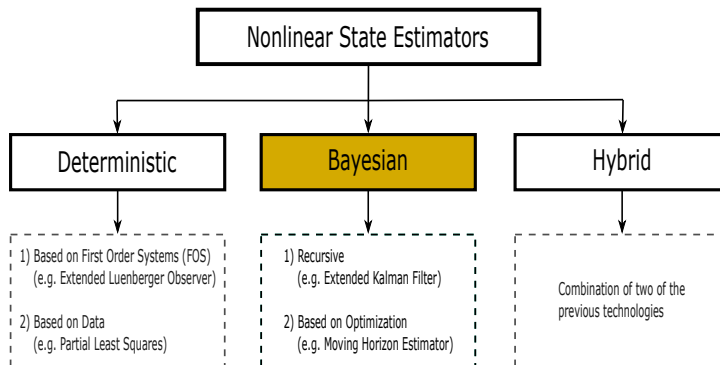 Nonlinear State Estimators
Deterministic
Bayesian
Hybrid
1) Based on First Order Systems (FOS)
(e.g. Extended Luenberger Observer)
2) Based on Data
(e.g. Partial Least Squares)
1) Recursive
(e.g. Extended Kalman Filter)
2) Based on Optimization
(e.g. Moving Horizon Estimator)
Combination of two of the
previous technologies